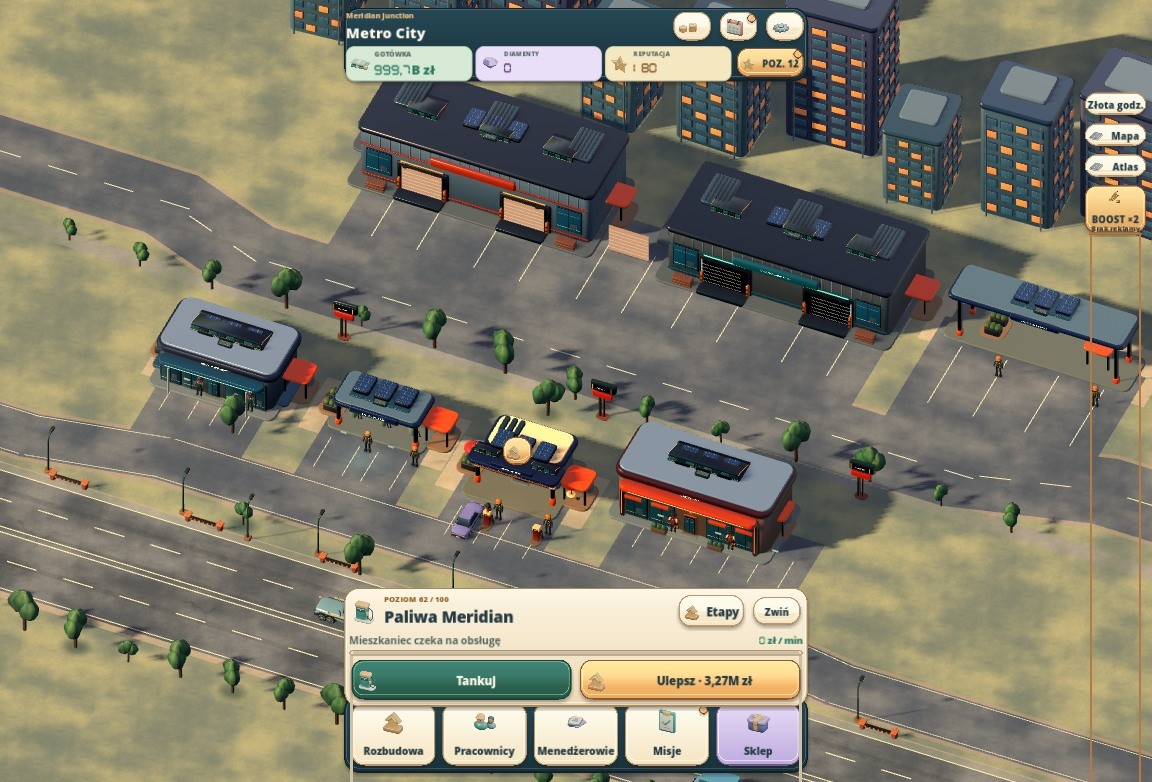 Meridian Junction
Metro City
GOTÓWKA
999,7B zł
DIAMENTY
0
REPUTACJA
80
POZ. 12
Złota godz.
Mapa
Atlas
BOOST ×2
Brak reklamy
POZIOM 62 / 100
Paliwa Meridian
Etapy
Zwiń
Mieszkaniec czeka na obsługę
0 zł / min
Tankuj
Ulepsz · 3,27M zł
Rozbudowa
Pracownicy
Menedżerowie
Misje
Sklep